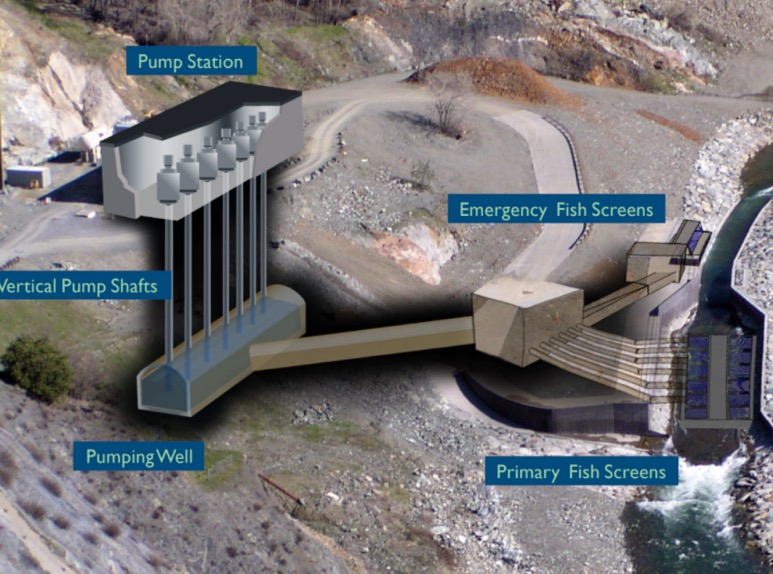 Pump Station
Emergency Fish Screens
Vertical Pump Shafts
Pumping Well
Primary Fish Screens